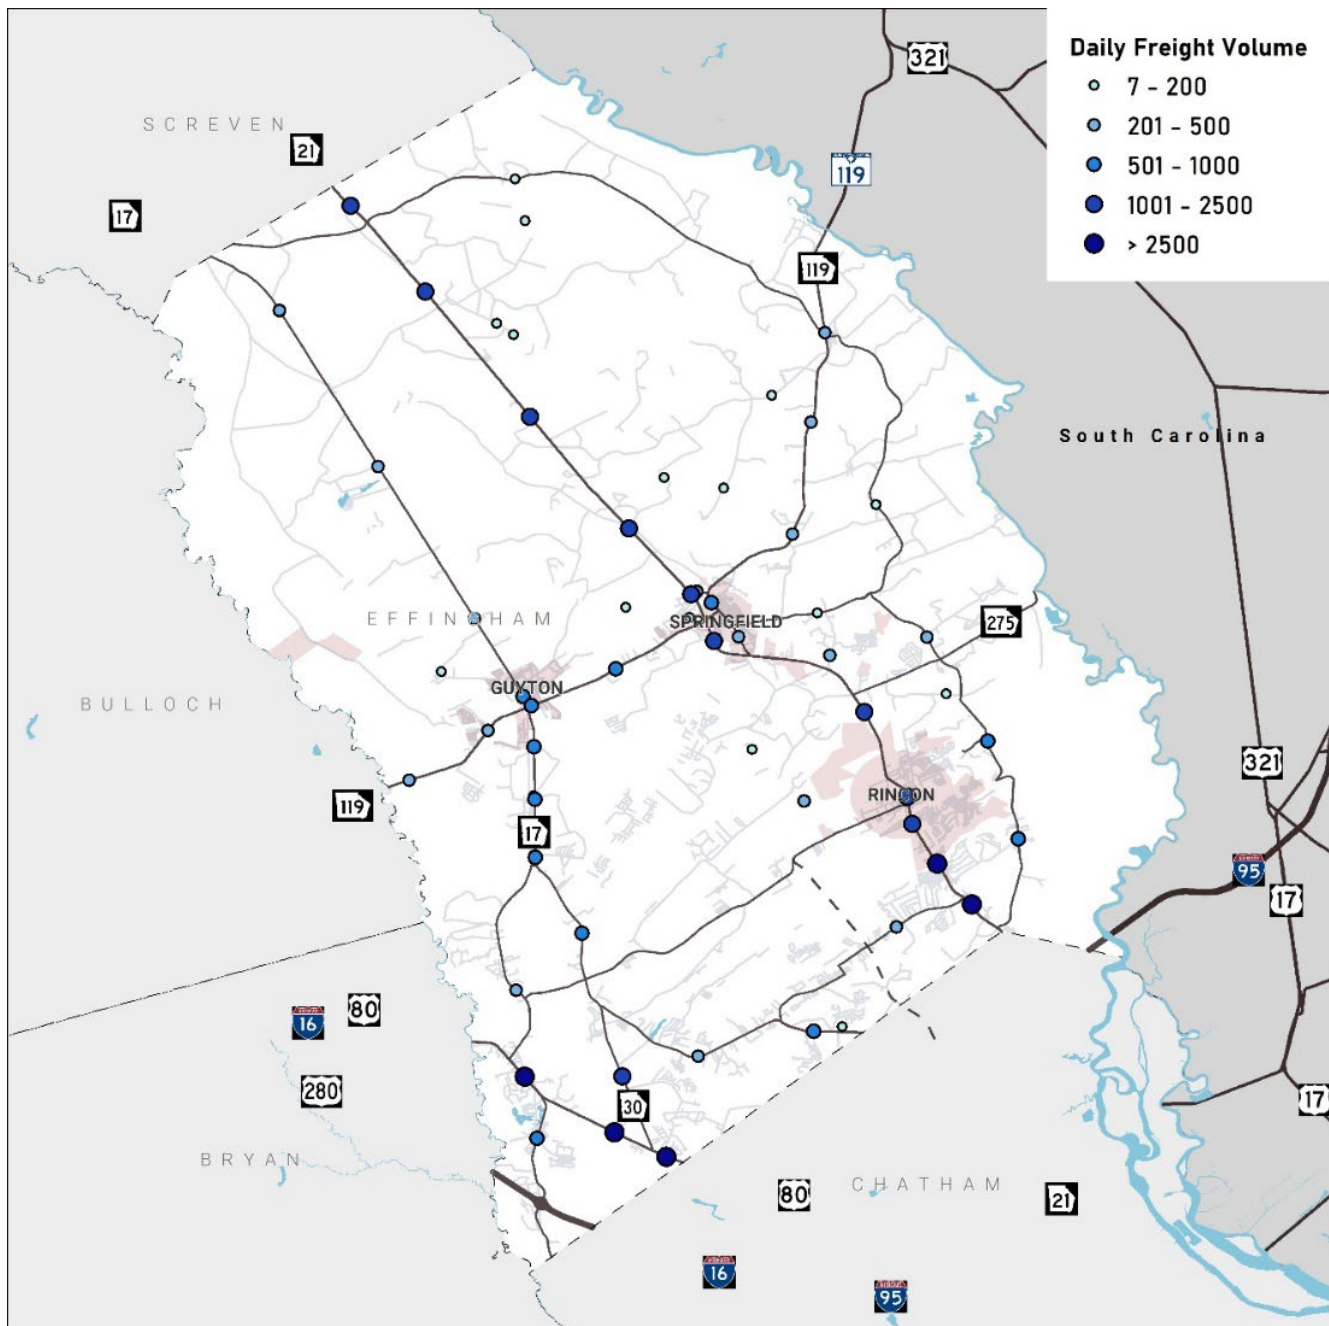 Daily Freight Volume
7 - 200
201 - 500
501 - 1000
1001 - 2500
> 2500
321
SCREVEN
21
119
17
119
South Carolina
EFFINGHAM
SPRINGFIELD
275
GUYTON
BULLOCH
321
RINCON
119
17
95
17
80
16
280
30
17
BRYAN
CHATHAM
80
21
16
95